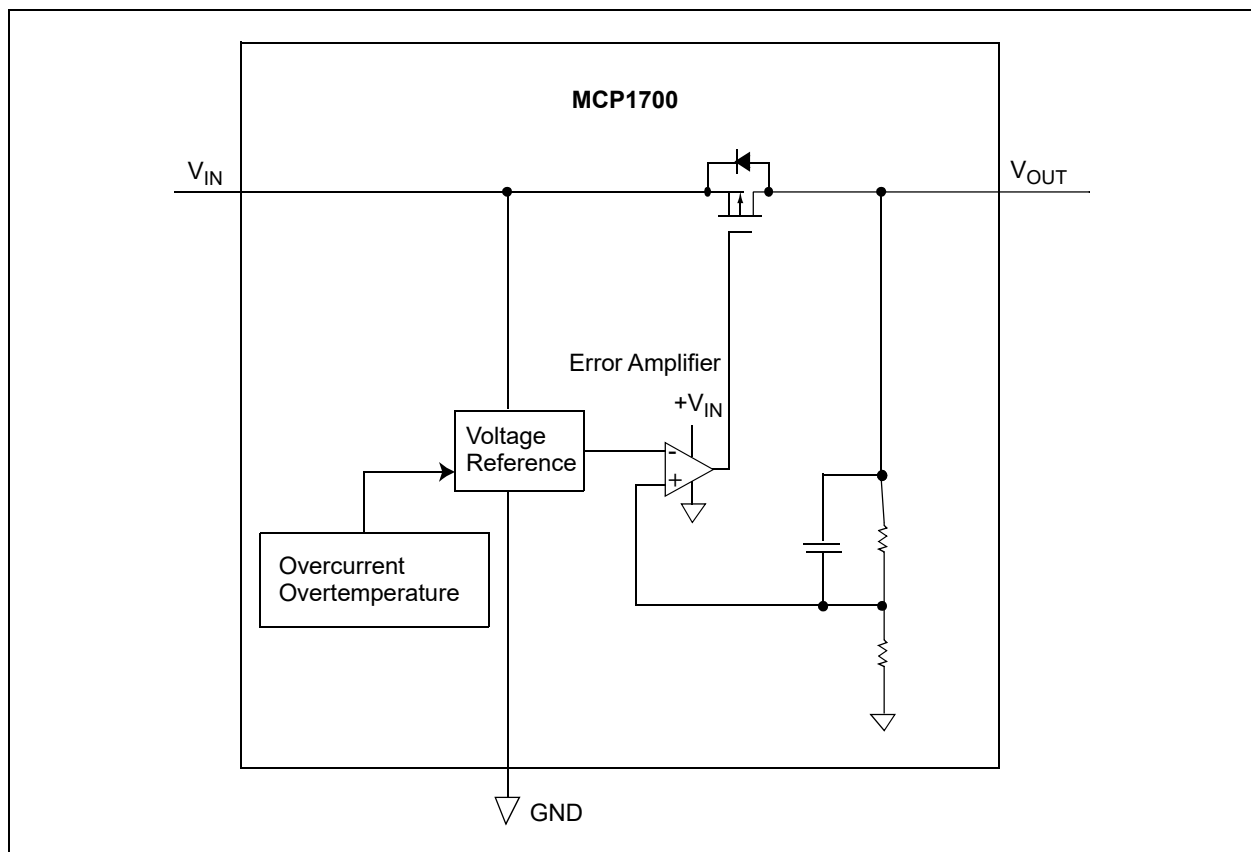 MCP1700
VIN
VOUT
Error Amplifier
+VIN
Voltage
Reference
-
+
Overcurrent
Overtemperature
GND